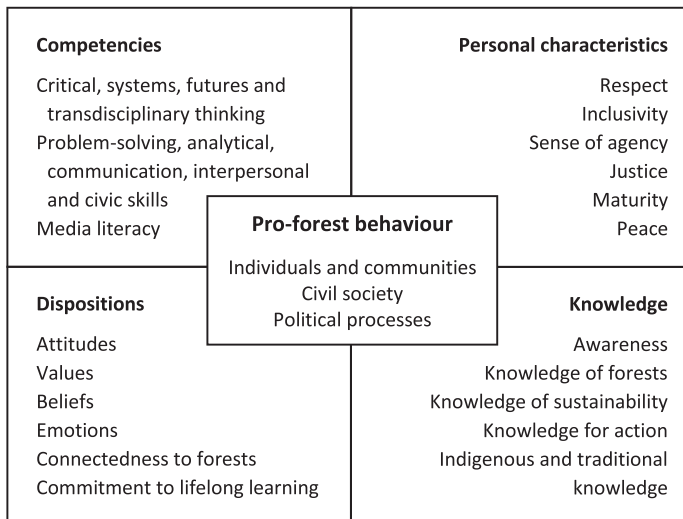 Competencies
Critical, systems, futures and
transdisciplinary thinking
Problem-solving, analytical,
communication, interpersonal
and civic skills
Media literacy
Personal characteristics
Respect
Inclusivity
Sense of agency
Justice
Maturity
Peace
Pro-forest behaviour
Individuals and communities
Civil society
Political processes
Dispositions
Attitudes
Values
Beliefs
Emotions
Connectedness to forests
Commitment to lifelong learning
Knowledge
Awareness
Knowledge of forests
Knowledge of sustainability
Knowledge for action
Indigenous and traditional
knowledge